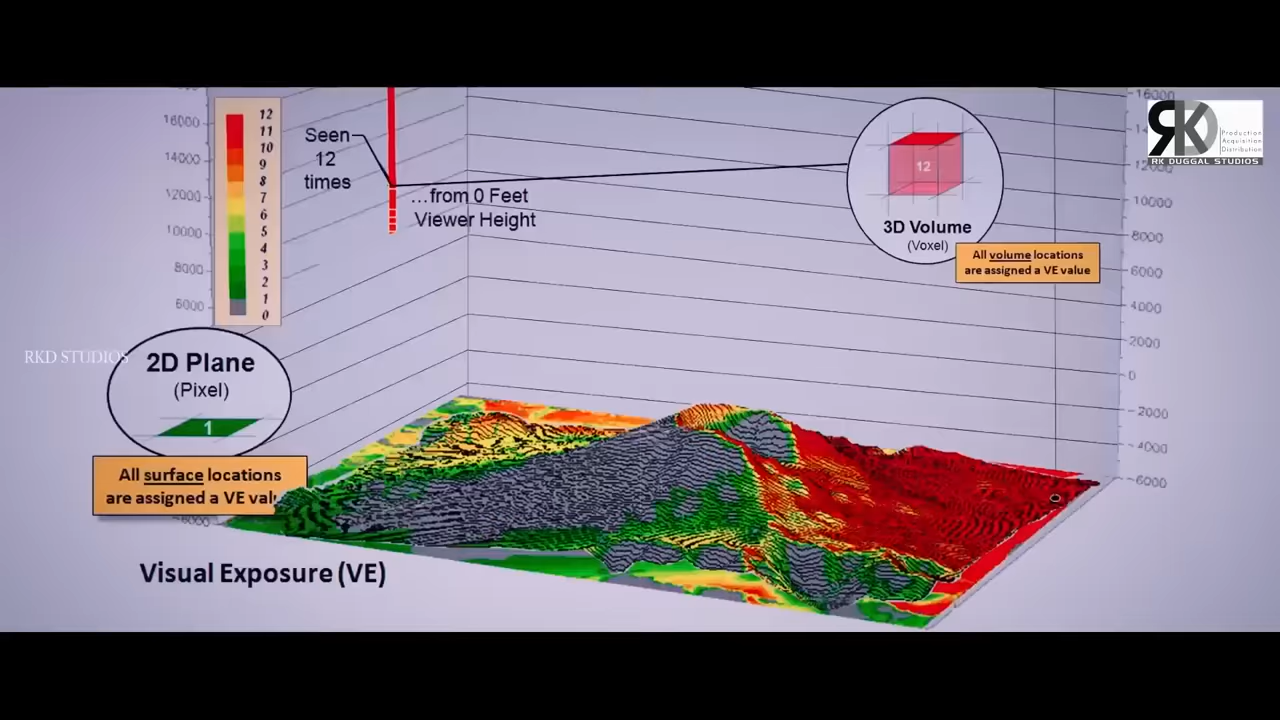 16000
14000
12000
10000
8000
6000
12
11
10
9
8
7
6
5
4
3
2
1
0
Seen
12
times
...from 0 Feet
Viewer Height
12
3D Volume
(Voxel)
All volume locations
are assigned a VE value
16000
10000
8000
6000
4000
2000
0
-2000
-4000
-6000
RKD
Production
Acquisition
Distribution
RK DUGGAL STUDIOS
RKD STUDIOS
2D Plane
(Pixel)
1
All surface locations
are assigned a VE
-8000
Visual Exposure (VE)